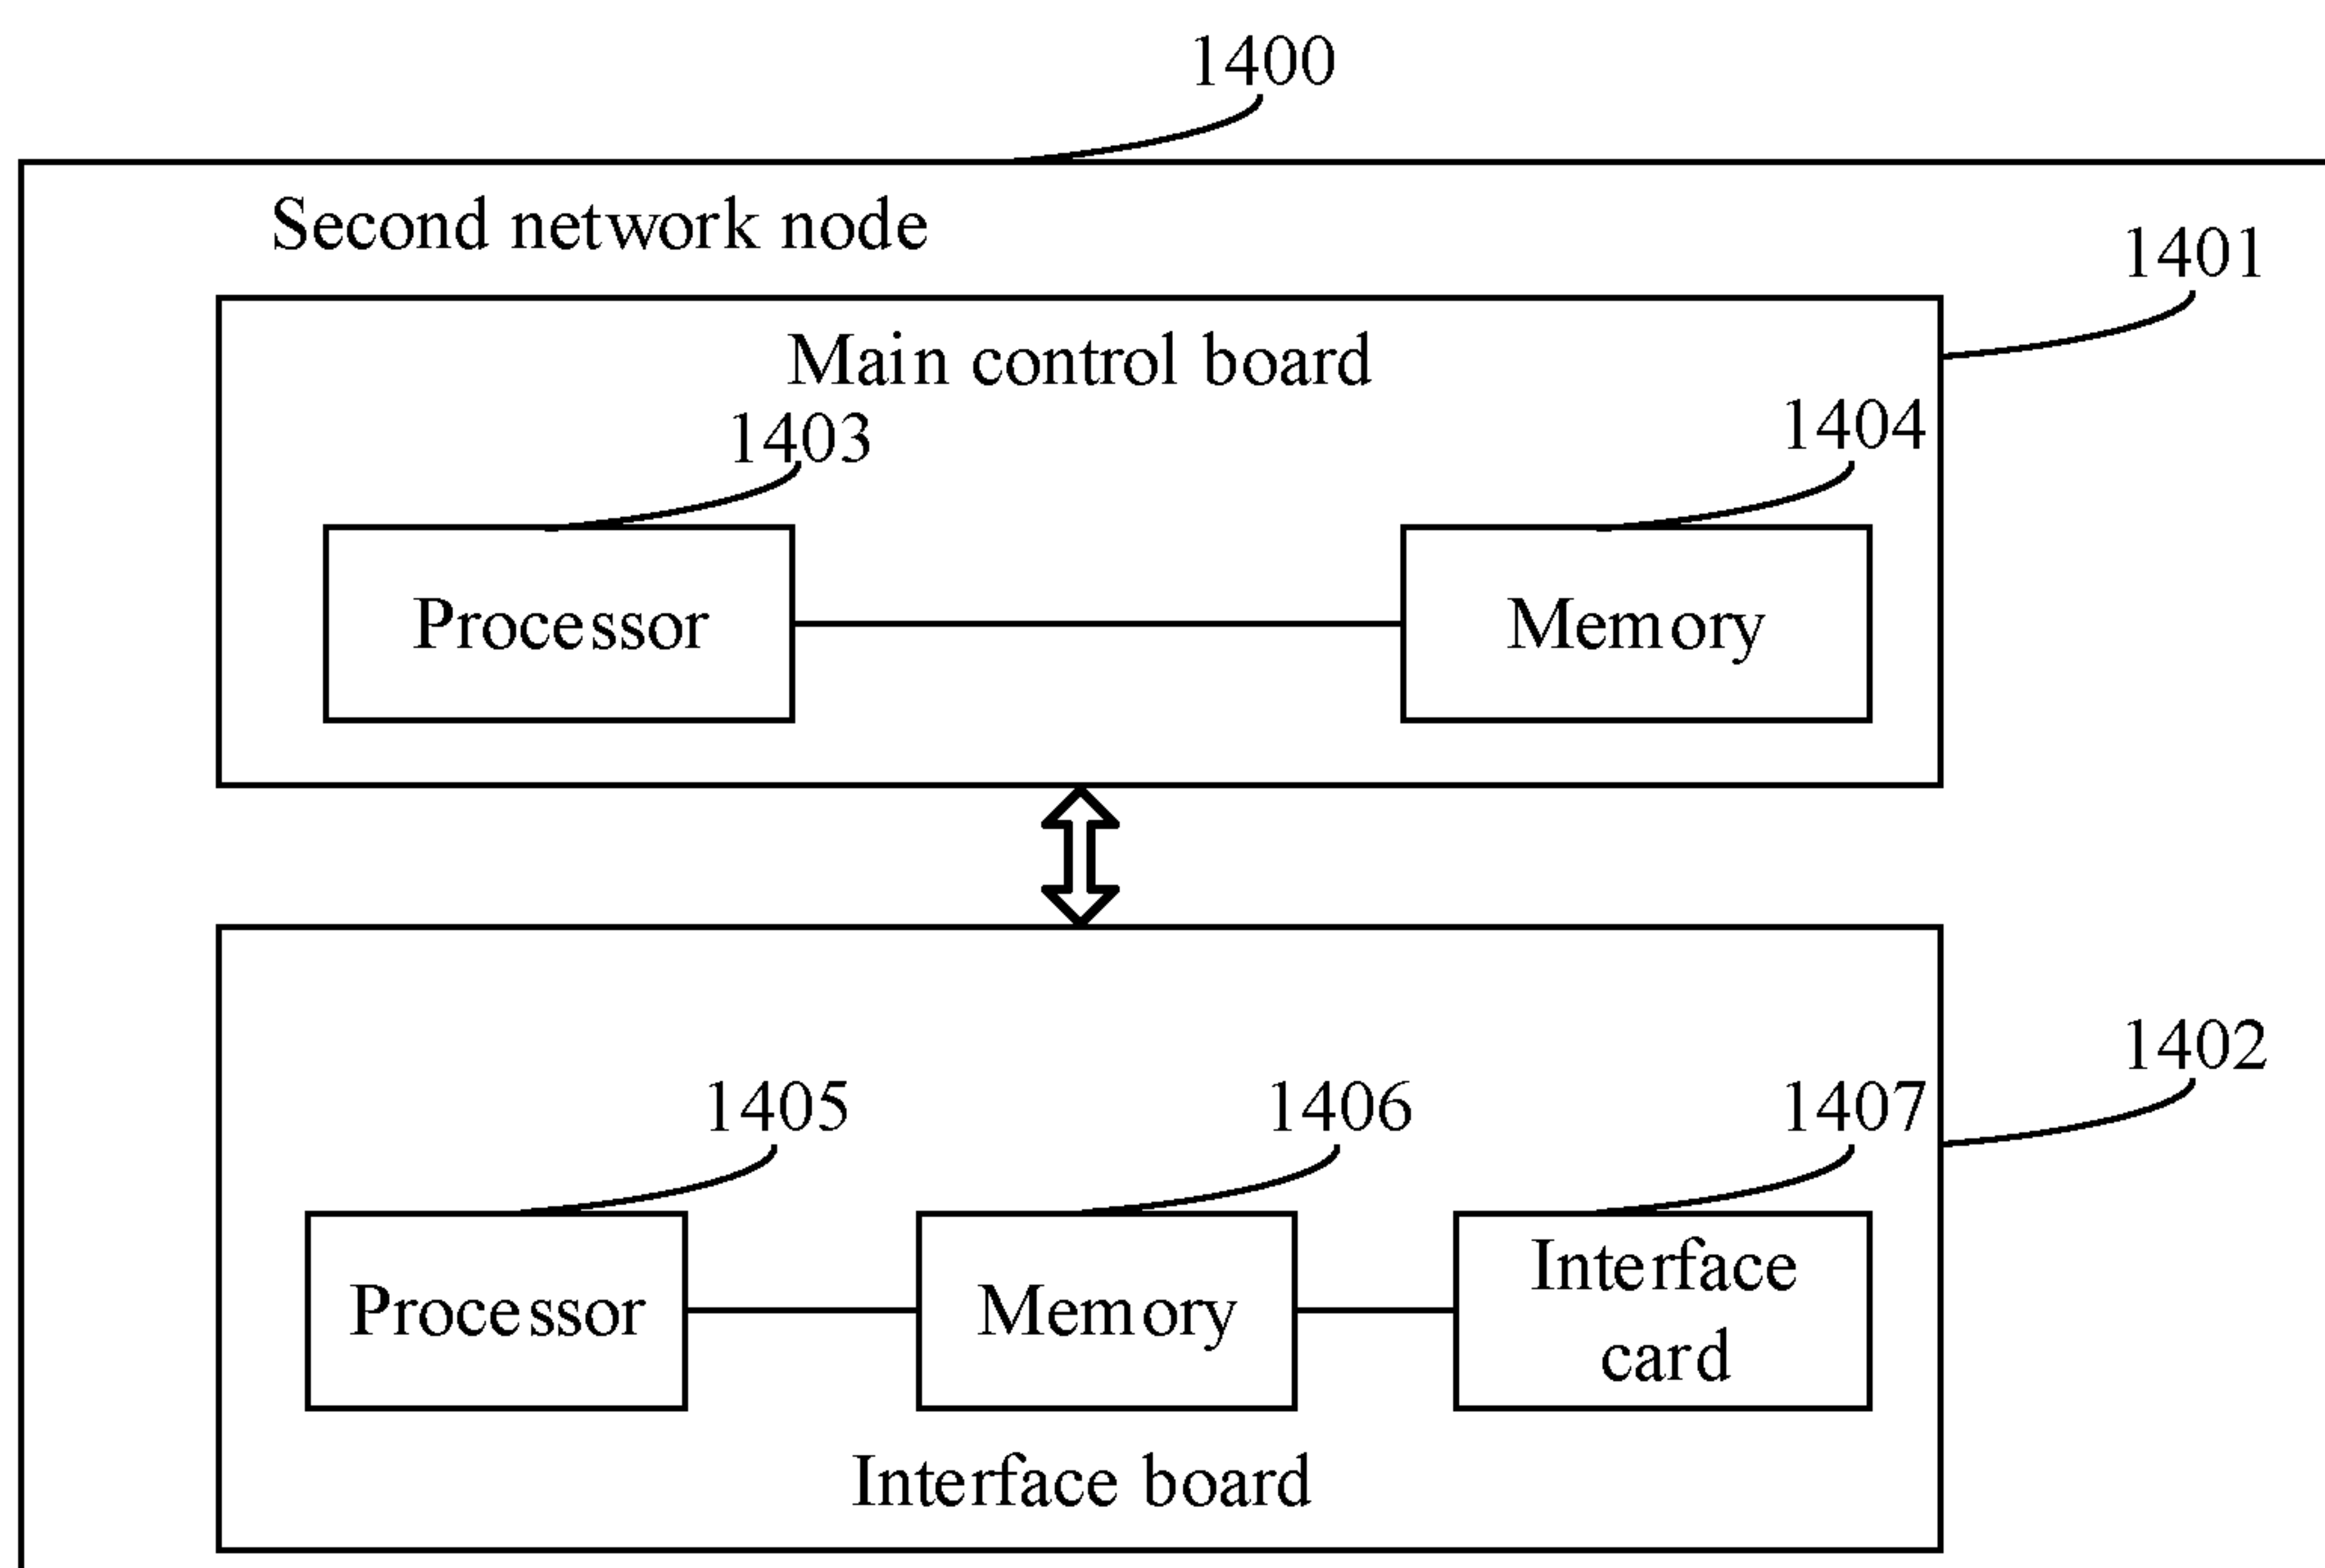 1400
Second network node
1401
Main control board
1403
1404
Processor
Memory
1402
1405
1406
1407
Processor
Memory
Interface
card
Interface board